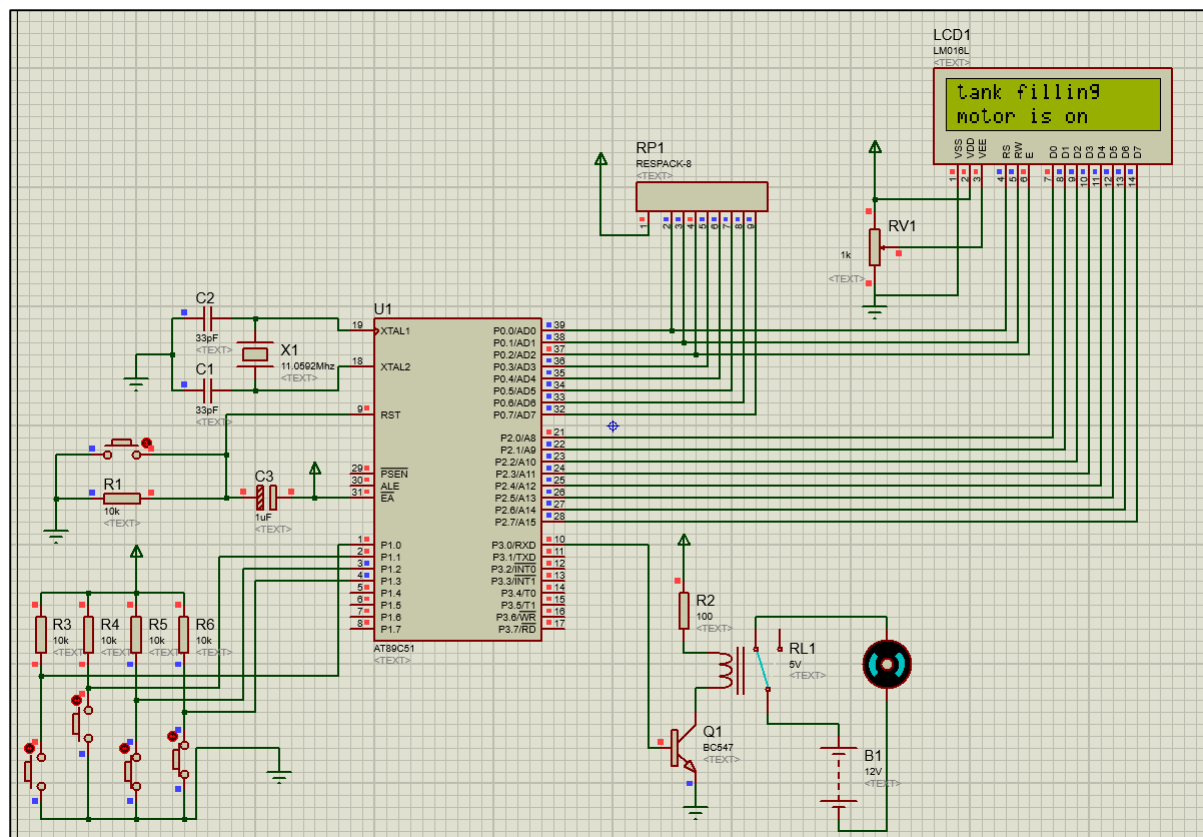 LCD1
LM016L
<TEXT>
tank filling
motor is on
VSS
VDD
VEE
RS
RW
E
D0
D1
D2
D3
D4
D5
D6
D7
1
2
3
4
5
6
7
8
9
10
11
12
13
14
RP1
RESPACK-8
<TEXT>
1
2
3
4
5
6
7
8
9
RV1
1k
<TEXT>
C2
33pF
<TEXT>
X1
11.0592Mhz
<TEXT>
C1
33pF
<TEXT>
R1
10k
<TEXT>
C3
1uF
<TEXT>
U1
19 XTAL1
18 XTAL2
9 RST
29 PSEN
30 ALE
31 EA
1 P1.0
2 P1.1
3 P1.2
4 P1.3
5 P1.4
6 P1.5
7 P1.6
8 P1.7
P0.0/AD0 39
P0.1/AD1 38
P0.2/AD2 37
P0.3/AD3 36
P0.4/AD4 35
P0.5/AD5 34
P0.6/AD6 33
P0.7/AD7 32
P2.0/A8 21
P2.1/A9 22
P2.2/A10 23
P2.3/A11 24
P2.4/A12 25
P2.5/A13 26
P2.6/A14 27
P2.7/A15 28
P3.0/RXD 10
P3.1/TXD 11
P3.2/INT0 12
P3.3/INT1 13
P3.4/T0 14
P3.5/T1 15
P3.6/WR 16
P3.7/RD 17
AT89C51
<TEXT>
R3
10k
<TEXT>
R4
10k
<TEXT>
R5
10k
<TEXT>
R6
10k
<TEXT>
R2
100
<TEXT>
RL1
5V
<TEXT>
Q1
BC547
<TEXT>
B1
12V
<TEXT>